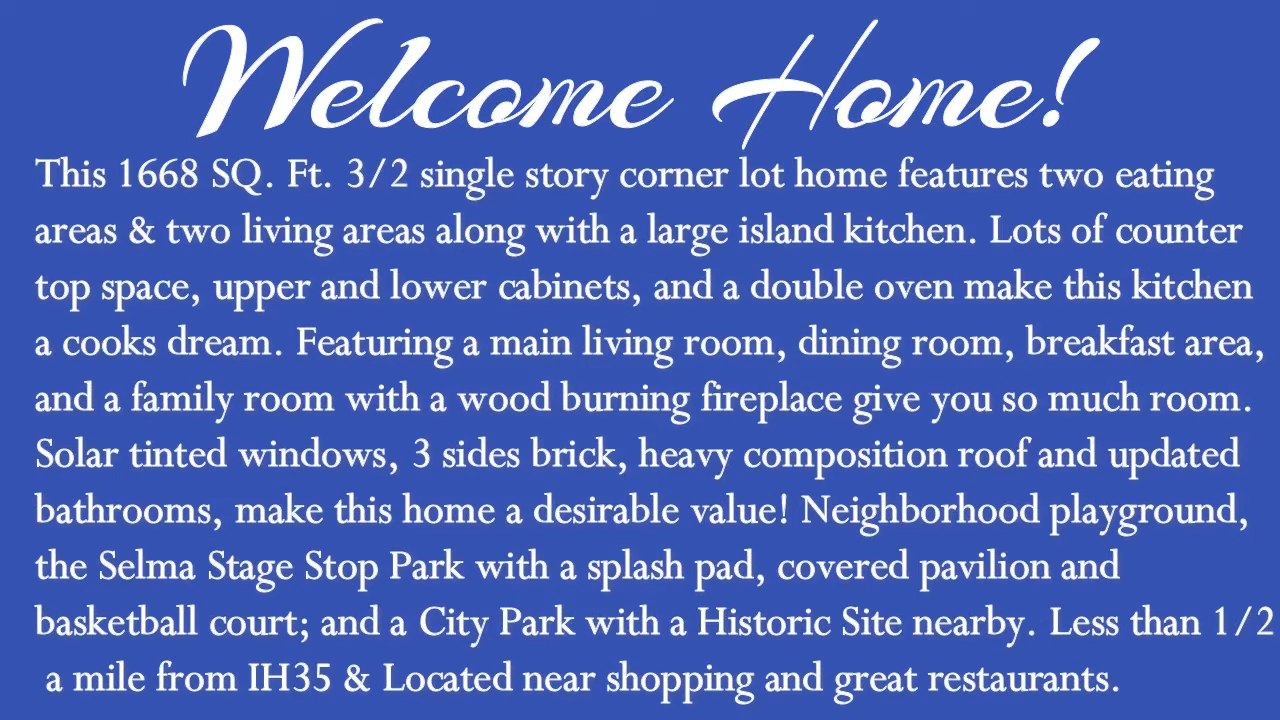 Welcome Home!
This 1668 SQ. Ft. 3/2 single story corner lot home features two eating
areas & two living areas along with a large island kitchen. Lots of counter
top space, upper and lower cabinets, and a double oven make this kitchen
a cooks dream. Featuring a main living room, dining room, breakfast area,
and a family room with a wood burning fireplace give you so much room.
Solar tinted windows, 3 sides brick, heavy composition roof and updated
bathrooms, make this home a desirable value! Neighborhood playground,
the Selma Stage Stop Park with a splash pad, covered pavilion and
basketball court; and a City Park with a Historic Site nearby. Less than 1/2
a mile from IH35 & Located near shopping and great restaurants.